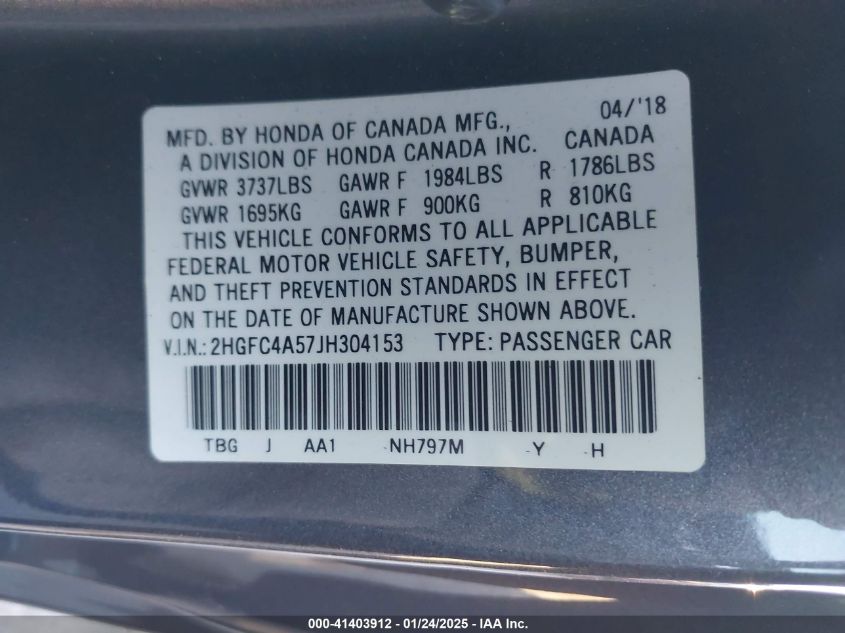 04/'18
MFD. BY HONDA OF CANADA MFG.,
A DIVISION OF HONDA CANADA INC. CANADA
GVWR 3737LBS GAWR F 1984LBS R 1786LBS
GVWR 1695KG GAWR F 900KG R 810KG
THIS VEHICLE CONFORMS TO ALL APPLICABLE
FEDERAL MOTOR VEHICLE SAFETY, BUMPER,
AND THEFT PREVENTION STANDARDS IN EFFECT
ON THE DATE OF MANUFACTURE SHOWN ABOVE.
V.I.N.: 2HGFC4A57JH304153 TYPE: PASSENGER CAR
TBG J AA1 NH797M -Y -H
000-41403912 - 01/24/2025 - IAA Inc.